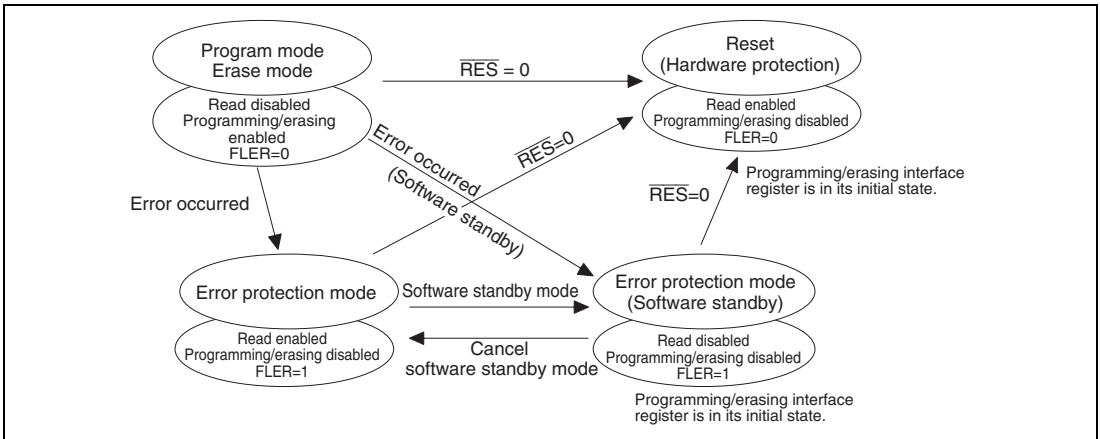 Program mode
Erase mode
Read disabled
Programming/erasing
enabled
FLER=0
R̅E̅S̅ = 0
Reset
(Hardware protection)
Read enabled
Programming/erasing disabled
FLER=0
Programming/erasing interface
register is in its initial state.
Error occurred
(Software standby)
R̅E̅S̅=0
R̅E̅S̅=0
Error occurred
Error protection mode
Read enabled
Programming/erasing disabled
FLER=1
Software standby mode
Cancel
software standby mode
Error protection mode
(Software standby)
Read disabled
Programming/erasing disabled
FLER=1
Programming/erasing interface
register is in its initial state.